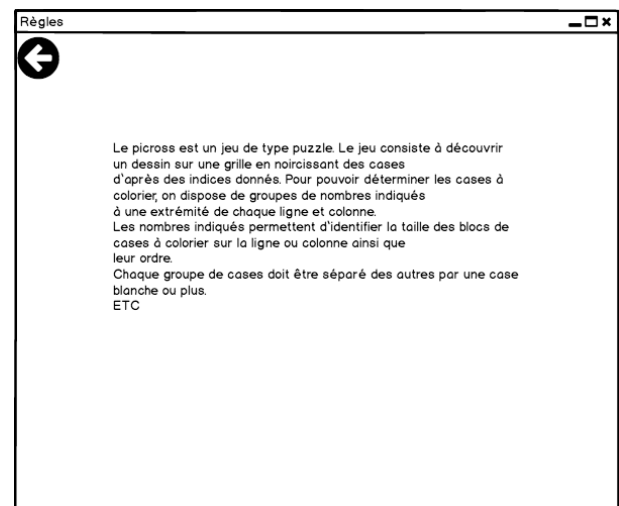 Règles
Le picross est un jeu de type puzzle. Le jeu consiste à découvrir
un dessin sur une grille en noircissant des cases
d'après des indices donnés. Pour pouvoir déterminer les cases à
colorier, on dispose de groupes de nombres indiqués
à une extrémité de chaque ligne et colonne.
Les nombres indiqués permettent d'identifier la taille des blocs de
cases à colorier sur la ligne ou colonne ainsi que
leur ordre.
Chaque groupe de cases doit être séparé des autres par une case
blanche ou plus.
ETC